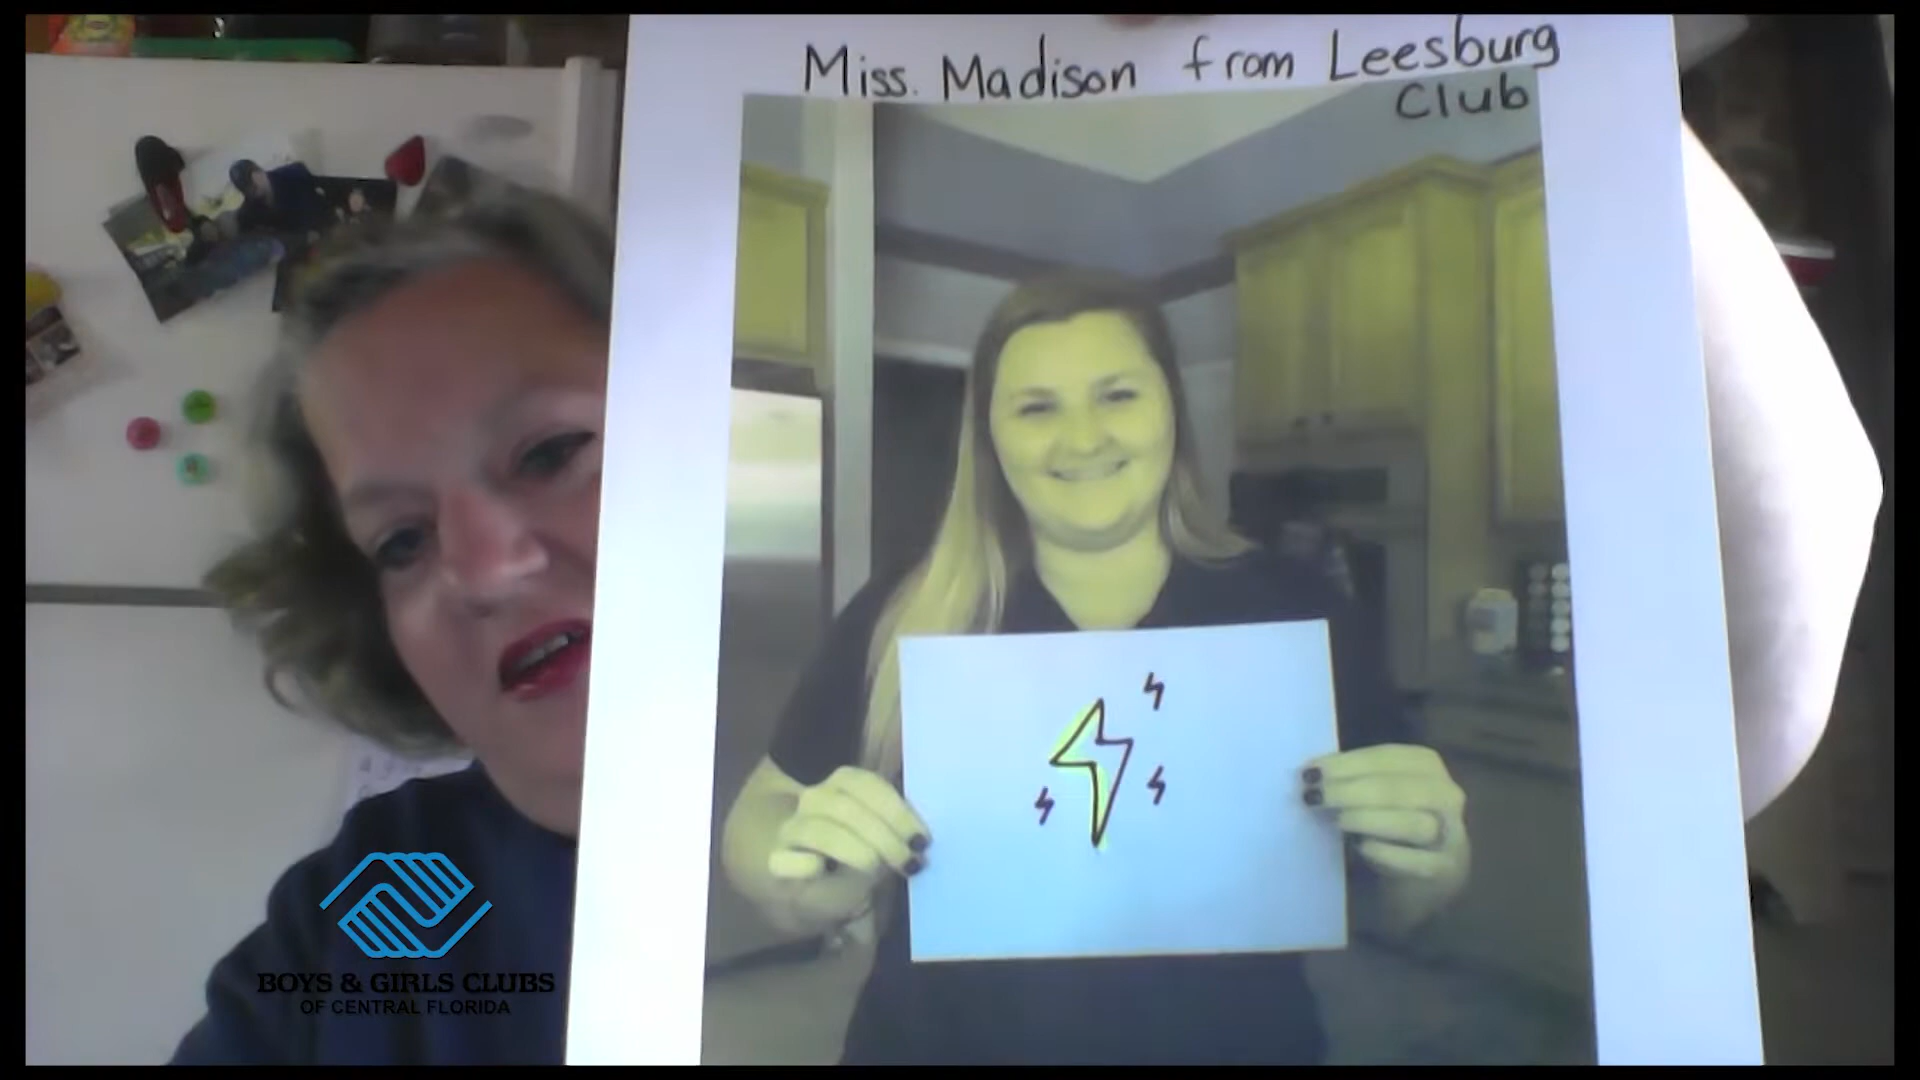 Miss. Madison from Leesburg
Club
BOYS & GIRLS CLUBS
OF CENTRAL FLORIDA